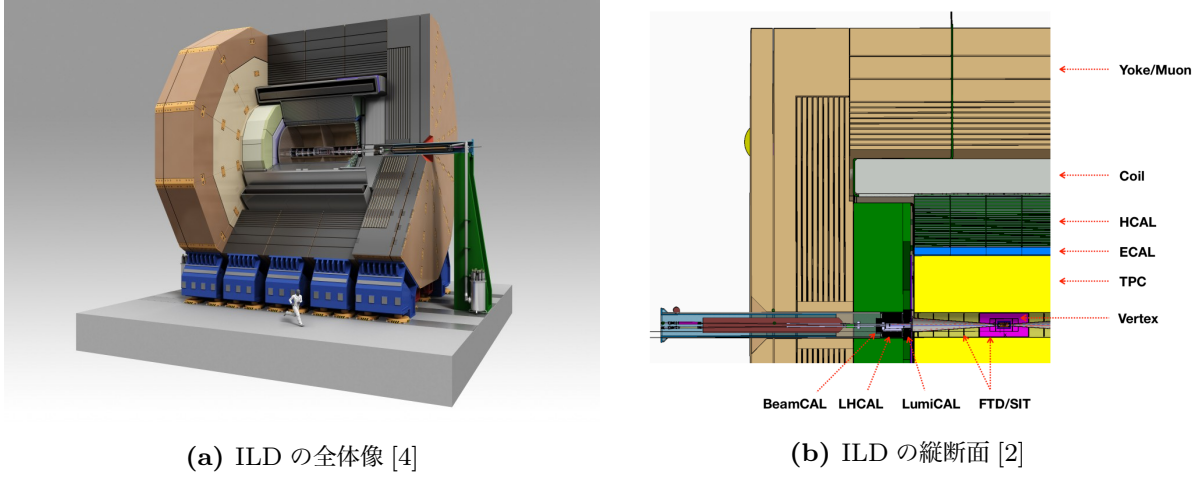 Yoke/Muon
Coil
HCAL
ECAL
TPC
Vertex
BeamCAL LHCAL LumiCAL FTD/SIT
(a) ILD の全体像 [4]
(b) ILD の縦断面 [2]